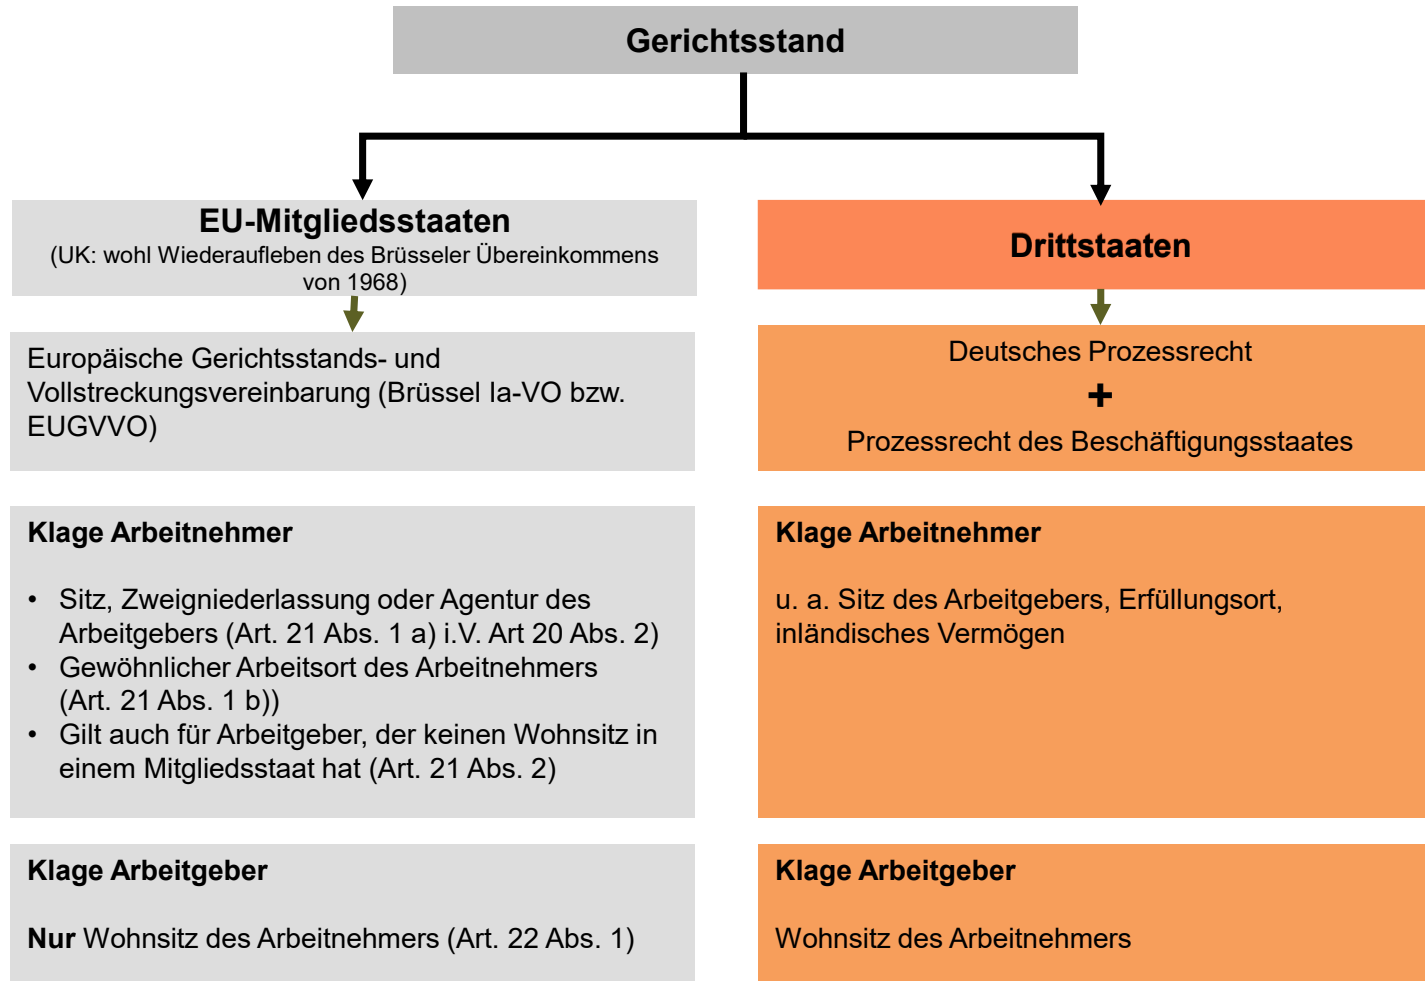 Gerichtsstand
EU-Mitgliedsstaaten
(UK: wohl Wiederaufleben des Brüsseler Übereinkommens
von 1968)
Europäische Gerichtsstands- und
Vollstreckungsvereinbarung (Brüssel Ia-VO bzw.
EUGVVO)
Klage Arbeitnehmer
• Sitz, Zweigniederlassung oder Agentur des
Arbeitgebers (Art. 21 Abs. 1 a) i.V. Art 20 Abs. 2)
• Gewöhnlicher Arbeitsort des Arbeitnehmers
(Art. 21 Abs. 1 b))
• Gilt auch für Arbeitgeber, der keinen Wohnsitz in
einem Mitgliedsstaat hat (Art. 21 Abs. 2)
Klage Arbeitgeber
Nur Wohnsitz des Arbeitnehmers (Art. 22 Abs. 1)
Drittstaaten
Deutsches Prozessrecht
+
Prozessrecht des Beschäftigungsstaates
Klage Arbeitnehmer
u. a. Sitz des Arbeitgebers, Erfüllungsort,
inländisches Vermögen
Klage Arbeitgeber
Wohnsitz des Arbeitnehmers